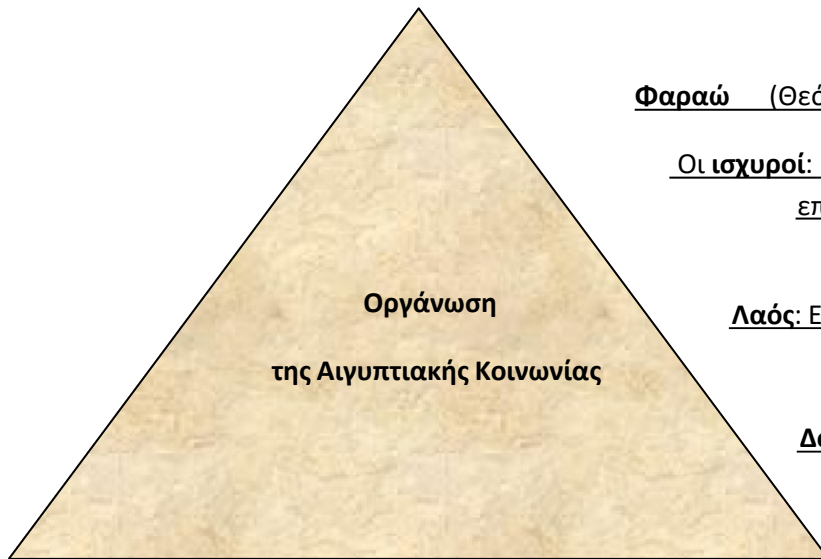 Φαραώ (Θεό
Οι ισχυροί:
επ
Οργάνωση
Λαός: Ε
της Αιγυπτιακής Κοινωνίας
Δο